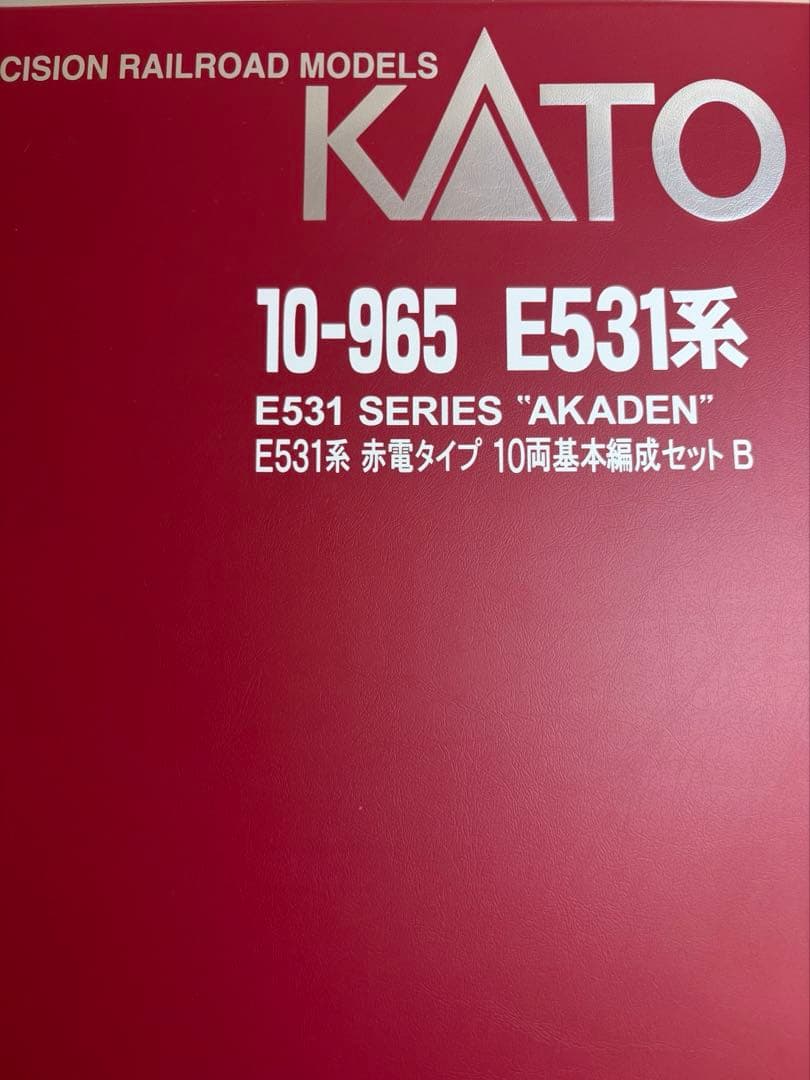 CISION RAILROAD MODELS
KATO
10-965 E531系
E531 SERIES "AKADEN"
E531系 赤電タイプ 10両基本編成セット B